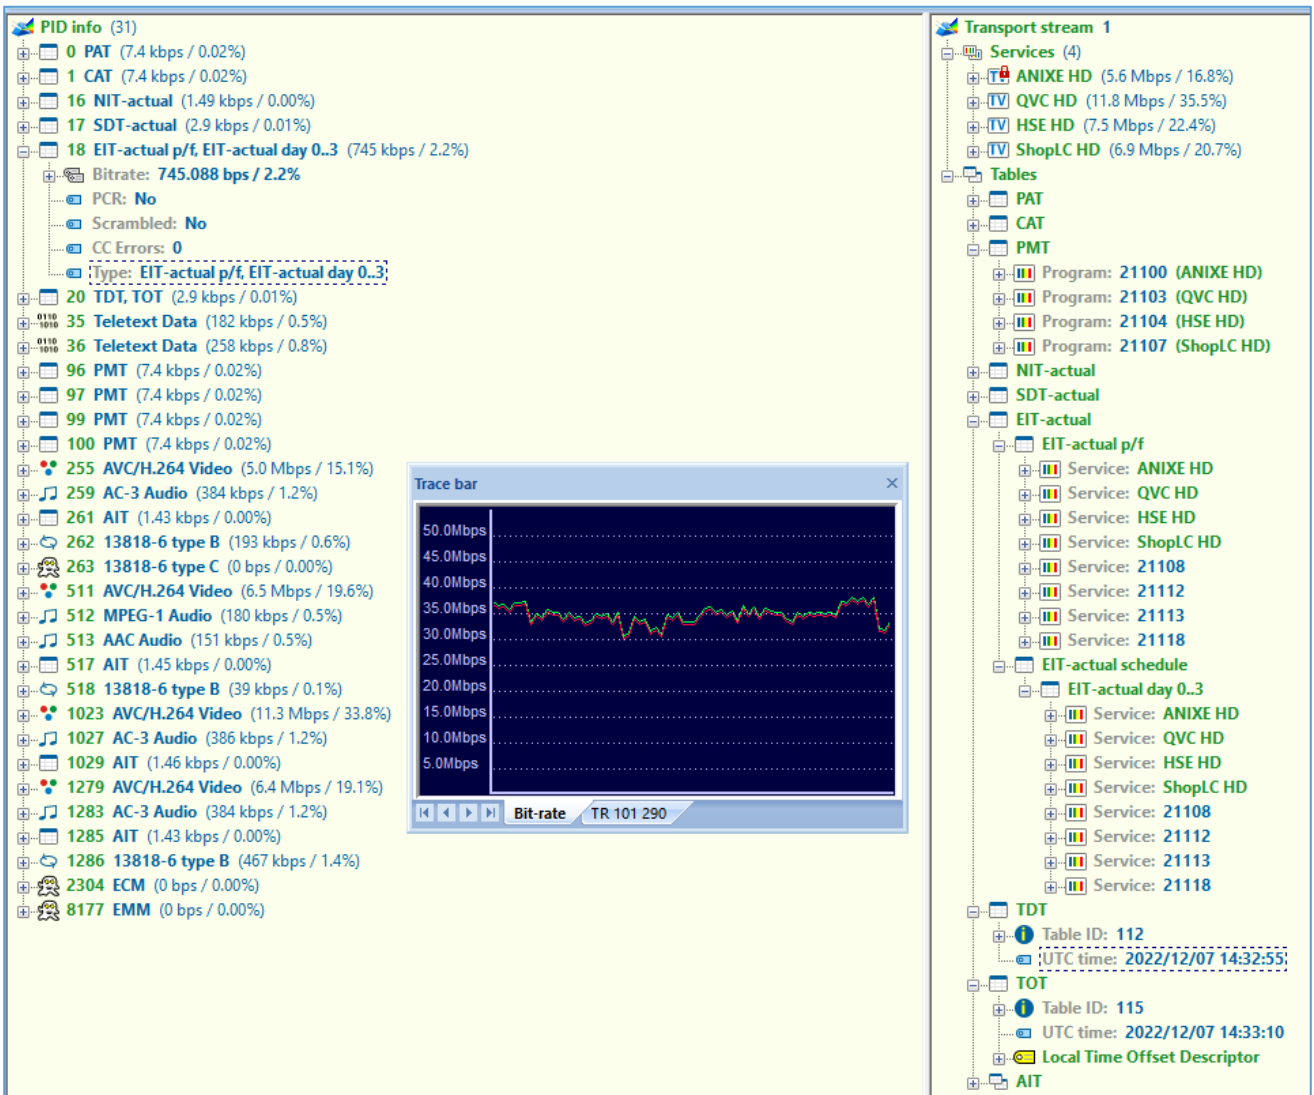 PID info (31)
0 PAT (7.4 kbps / 0.02%)
1 CAT (7.4 kbps / 0.02%)
16 NIT-actual (1.49 kbps / 0.00%)
17 SDT-actual (2.9 kbps / 0.01%)
18 EIT-actual p/f, EIT-actual day 0..3 (745 kbps / 2.2%)
Bitrate: 745.088 bps / 2.2%
PCR: No
Scrambled: No
CC Errors: 0
Type: EIT-actual p/f, EIT-actual day 0..3
20 TDT, TOT (2.9 kbps / 0.01%)
35 Teletext Data (182 kbps / 0.5%)
36 Teletext Data (258 kbps / 0.8%)
96 PMT (7.4 kbps / 0.02%)
97 PMT (7.4 kbps / 0.02%)
99 PMT (7.4 kbps / 0.02%)
100 PMT (7.4 kbps / 0.02%)
255 AVC/H.264 Video (5.0 Mbps / 15.1%)
259 AC-3 Audio (384 kbps / 1.2%)
261 AIT (1.43 kbps / 0.00%)
262 13818-6 type B (193 kbps / 0.6%)
263 13818-6 type C (0 bps / 0.00%)
511 AVC/H.264 Video (6.5 Mbps / 19.6%)
512 MPEG-1 Audio (180 kbps / 0.5%)
513 AAC Audio (151 kbps / 0.5%)
517 AIT (1.45 kbps / 0.00%)
518 13818-6 type B (39 kbps / 0.1%)
1023 AVC/H.264 Video (11.3 Mbps / 33.8%)
1027 AC-3 Audio (386 kbps / 1.2%)
1029 AIT (1.46 kbps / 0.00%)
1279 AVC/H.264 Video (6.4 Mbps / 19.1%)
1283 AC-3 Audio (384 kbps / 1.2%)
1285 AIT (1.43 kbps / 0.00%)
1286 13818-6 type B (467 kbps / 1.4%)
2304 ECM (0 bps / 0.00%)
8177 EMM (0 bps / 0.00%)
Trace bar
50.0Mbps
45.0Mbps
40.0Mbps
35.0Mbps
30.0Mbps
25.0Mbps
20.0Mbps
15.0Mbps
10.0Mbps
5.0Mbps
Bit-rate TR 101 290
Transport stream 1
Services (4)
ANIXE HD (5.6 Mbps / 16.8%)
TV QVC HD (11.8 Mbps / 35.5%)
TV HSE HD (7.5 Mbps / 22.4%)
TV ShopLC HD (6.9 Mbps / 20.7%)
Tables
PAT
CAT
PMT
Program: 21100 (ANIXE HD)
Program: 21103 (QVC HD)
Program: 21104 (HSE HD)
Program: 21107 (ShopLC HD)
NIT-actual
SDT-actual
EIT-actual
EIT-actual p/f
Service: ANIXE HD
Service: QVC HD
Service: HSE HD
Service: ShopLC HD
Service: 21108
Service: 21112
Service: 21113
Service: 21118
EIT-actual schedule
EIT-actual day 0..3
Service: ANIXE HD
Service: QVC HD
Service: HSE HD
Service: ShopLC HD
Service: 21108
Service: 21112
Service: 21113
Service: 21118
TDT
Table ID: 112
UTC time: 2022/12/07 14:32:55
TOT
Table ID: 115
UTC time: 2022/12/07 14:33:10
Local Time Offset Descriptor
AIT